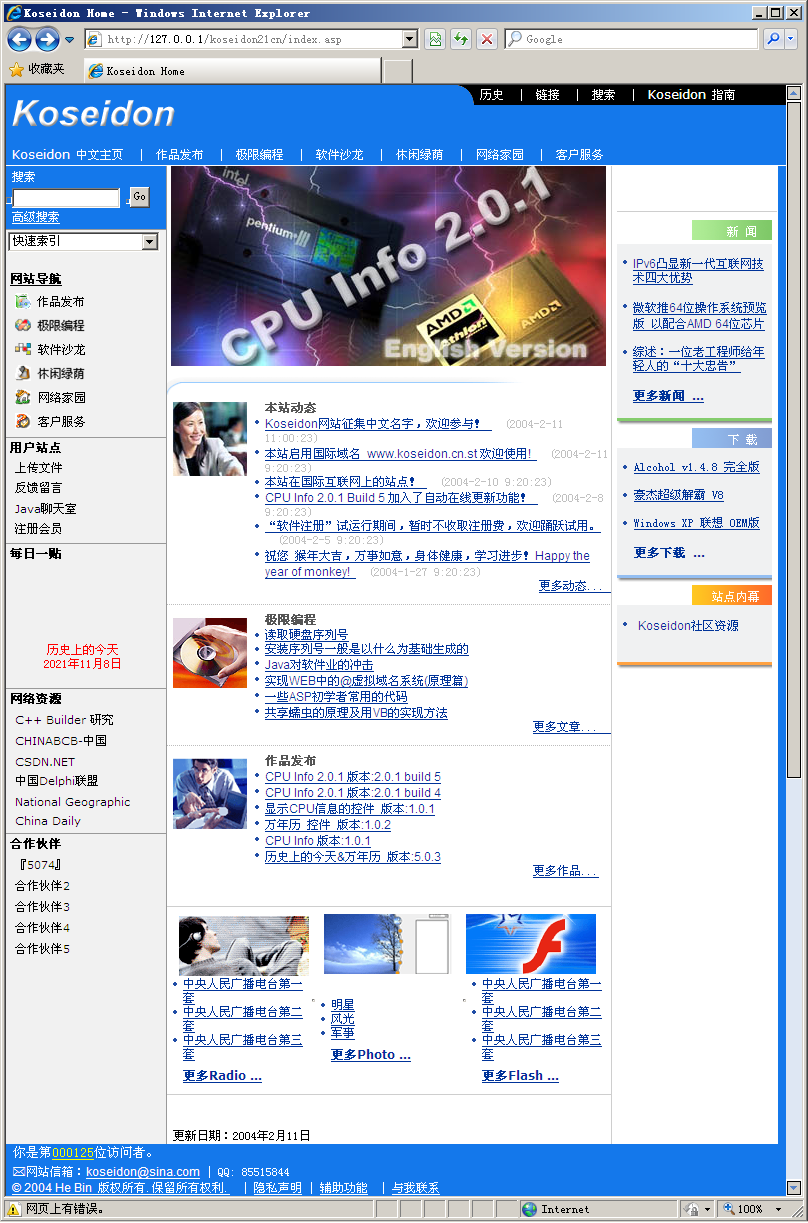 Koseidon Home - Windows Internet Explorer
http://127.0.0.1/koseidon21cn/index.asp
Google
收藏夹
Koseidon Home
历史 | 链接 | 搜索 | Koseidon 指南
Koseidon
Koseidon 中文主页 | 作品发布 | 极限编程 | 软件沙龙 | 休闲绿荫 | 网络家园 | 客户服务
搜索
Go
高级搜索
快速索引
网站导航
作品发布
极限编程
软件沙龙
休闲绿荫
网络家园
客户服务
用户站点
上传文件
反馈留言
Java聊天室
注册会员
每日一贴
历史上的今天
2021年11月8日
网络资源
C++ Builder 研究
CHINABCB-中国
CSDN.NET
中国Delphi联盟
National Geographic
China Daily
合作伙伴
『5074』
合作伙伴2
合作伙伴3
合作伙伴4
合作伙伴5
intel
pentium III
CPU Info 2.0.1
AMD
Athlon
AMD
English Version
本站动态
Koseidon网站征集中文名字，欢迎参与! (2004-2-11
11:00:23)
本站启用国际域名 www.koseidon.cn.st 欢迎使用! (2004-2-11
9:20:23)
本站在国际互联网上的站点! (2004-2-10 9:20:23)
CPU Info 2.0.1 Build 5 加入了自动在线更新功能! (2004-2-8
9:20:23)
“软件注册”试运行期间，暂时不收取注册费，欢迎踊跃试用。
(2004-2-5 9:20:23)
祝您 猴年大吉，万事如意，身体健康，学习进步! Happy the
year of monkey! (2004-1-27 9:20:23)
更多动态...
极限编程
读取硬盘序列号
安装序列号一般是以什么为基础生成的
Java对软件业的冲击
实现WEB中的@虚拟域名系统(原理篇)
一些ASP初学者常用的代码
共享蠕虫的原理及用VB的实现方法
更多文章...
作品发布
CPU Info 2.0.1 版本:2.0.1 build 5
CPU Info 2.0.1 版本:2.0.1 build 4
显示CPU信息的控件 版本:1.0.1
万年历 控件 版本:1.0.2
CPU Info 版本:1.0.1
历史上的今天&万年历 版本:5.0.3
更多作品...
中央人民广播电台第一
套
中央人民广播电台第二
套
中央人民广播电台第三
套
更多Radio ...
明星
风光
军事
更多Photo ...
中央人民广播电台第一
套
中央人民广播电台第二
套
中央人民广播电台第三
套
更多Flash ...
更新日期：2004年2月11日
新 闻
IPv6凸显新一代互联网技
术四大优势
微软推64位操作系统预览
版 以配合AMD 64位芯片
综述：一位老工程师给年
轻人的“十大忠告”
更多新闻 ...
下 载
Alcohol v1.4.8 完全版
豪杰超级解霸 V8
Windows XP 联想 OEM版
更多下载 ...
站点内幕
Koseidon社区资源
你是第000125位访问者。
网站信箱：koseidon@sina.com | QQ: 85515844
© 2004 He Bin 版权所有.保留所有权利. | 隐私声明 | 辅助功能 | 与我联系
网页上有错误。
Internet
100%